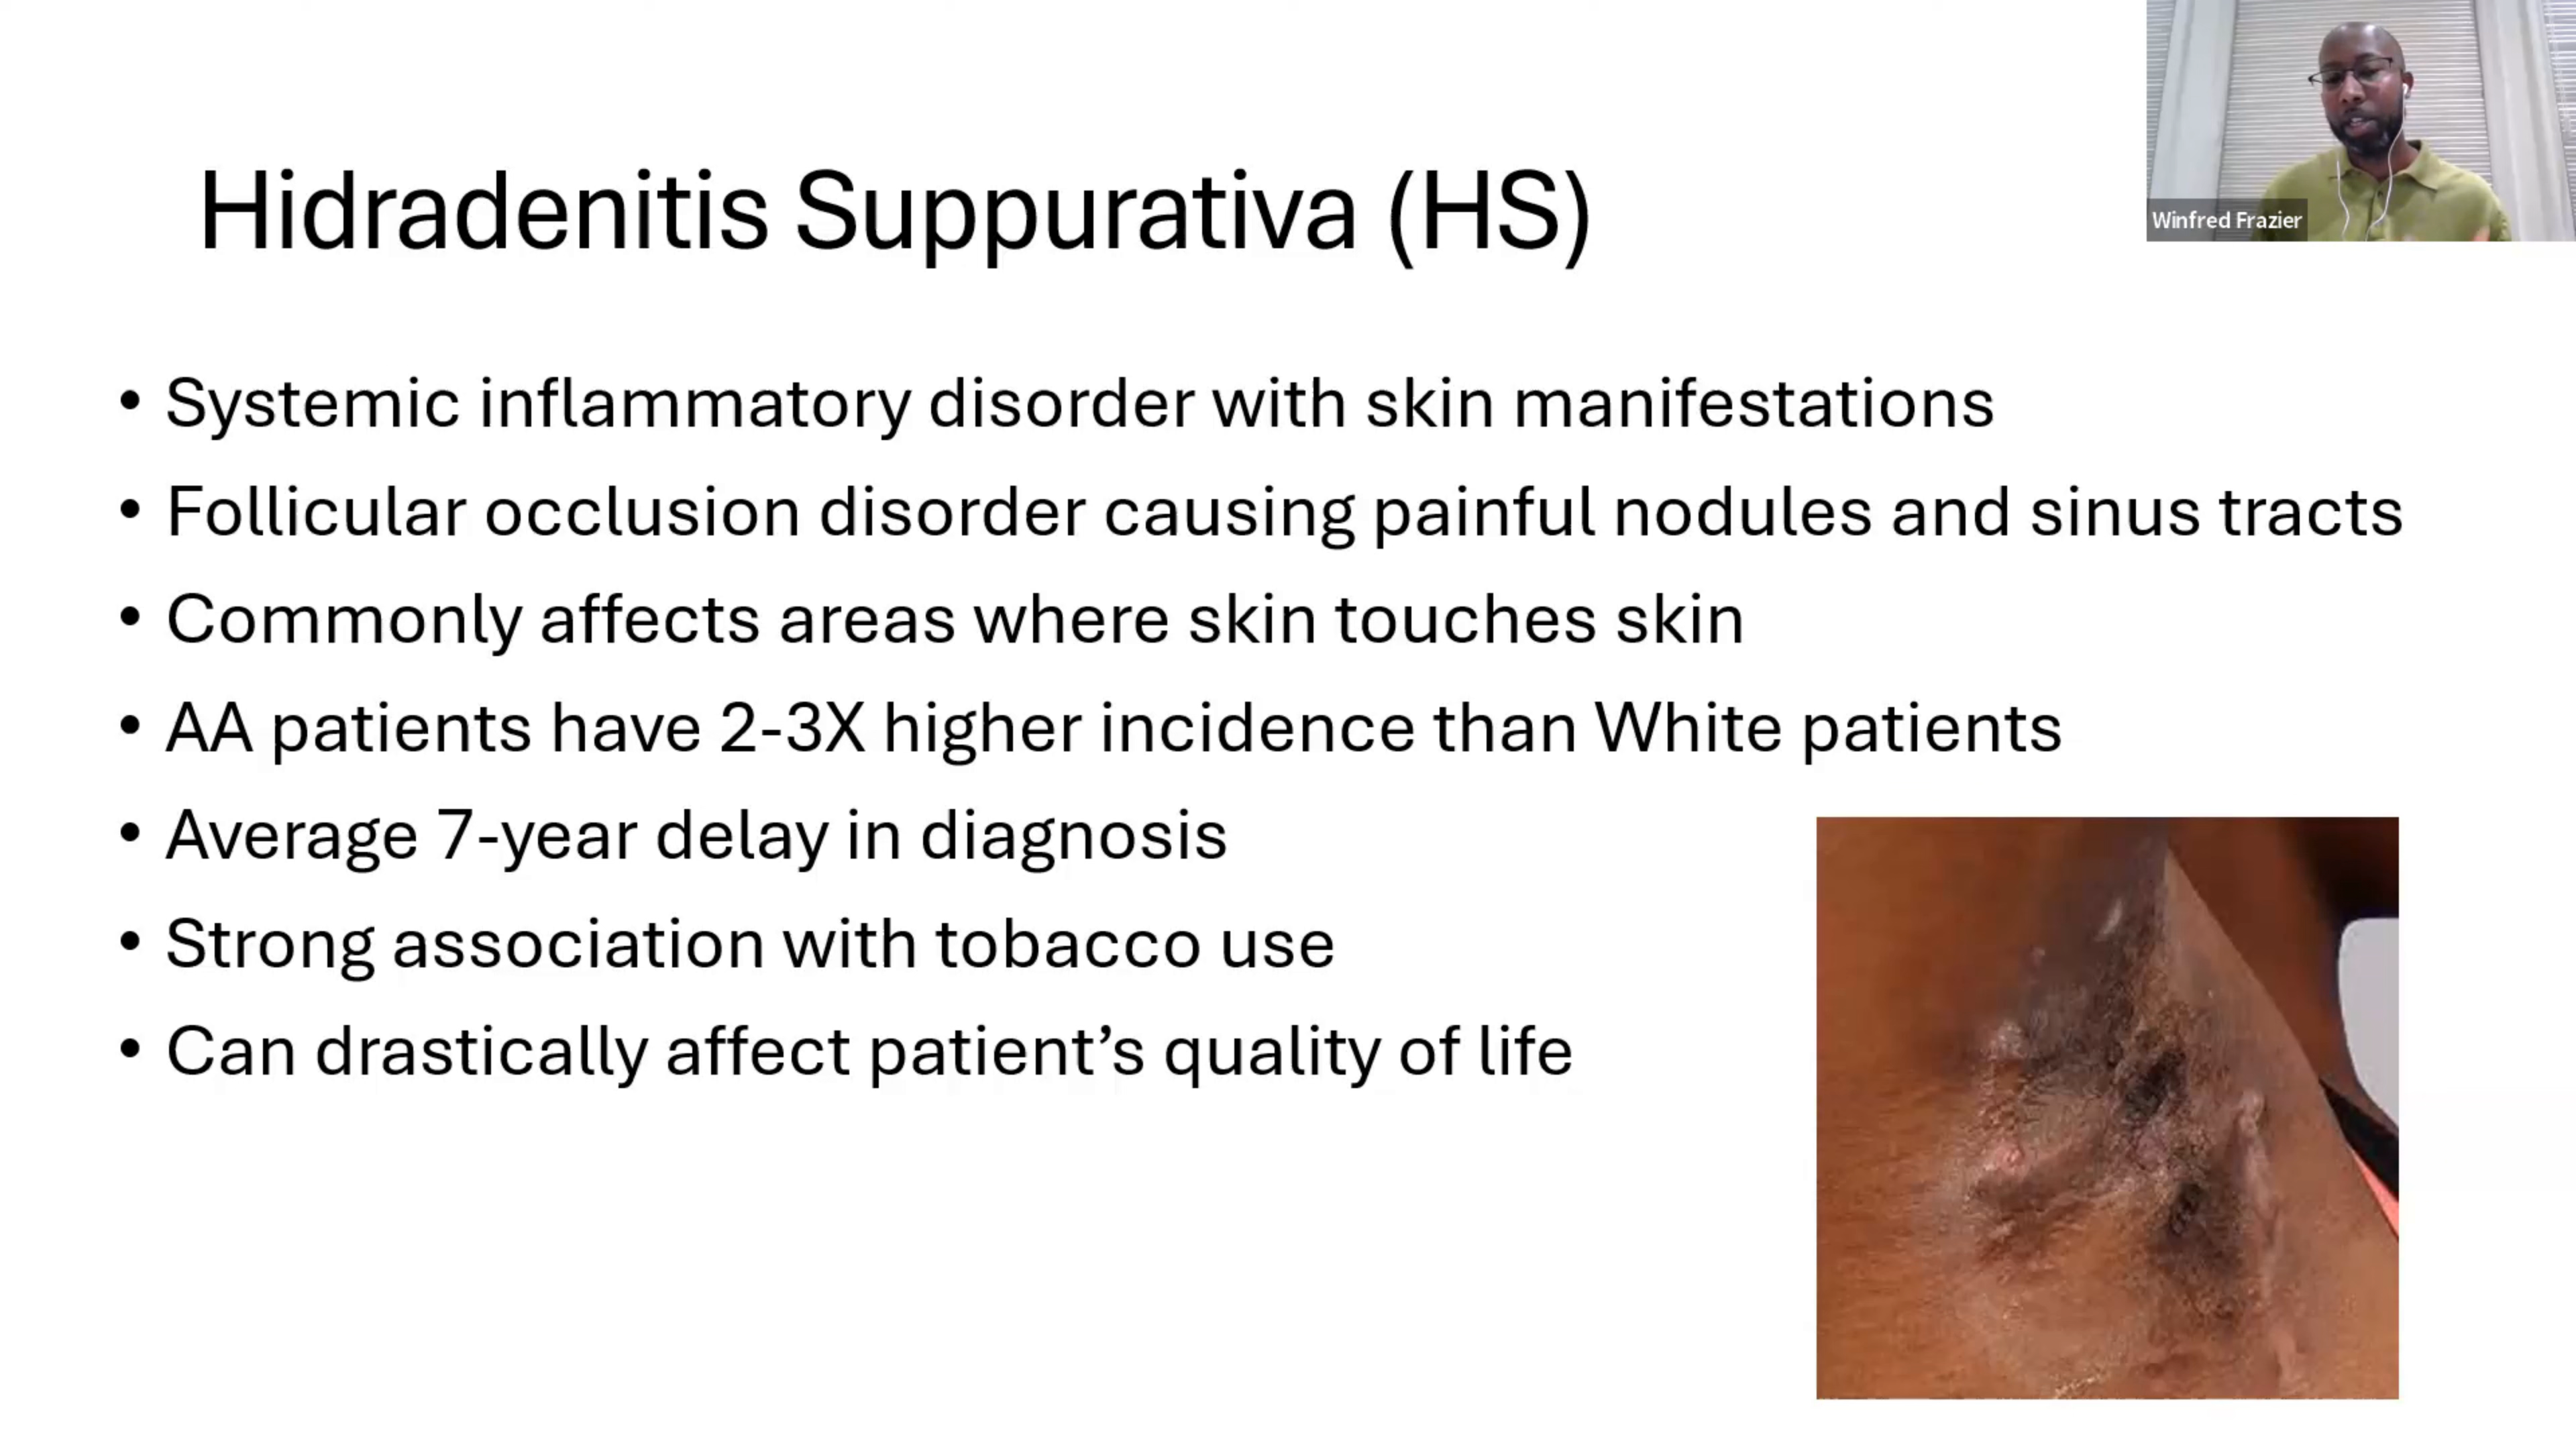 Hidradenitis Suppurativa (HS)
Winfred Frazier
• Systemic inflammatory disorder with skin manifestations
• Follicular occlusion disorder causing painful nodules and sinus tracts
• Commonly affects areas where skin touches skin
• AA patients have 2-3X higher incidence than White patients
• Average 7-year delay in diagnosis
• Strong association with tobacco use
• Can drastically affect patient’s quality of life